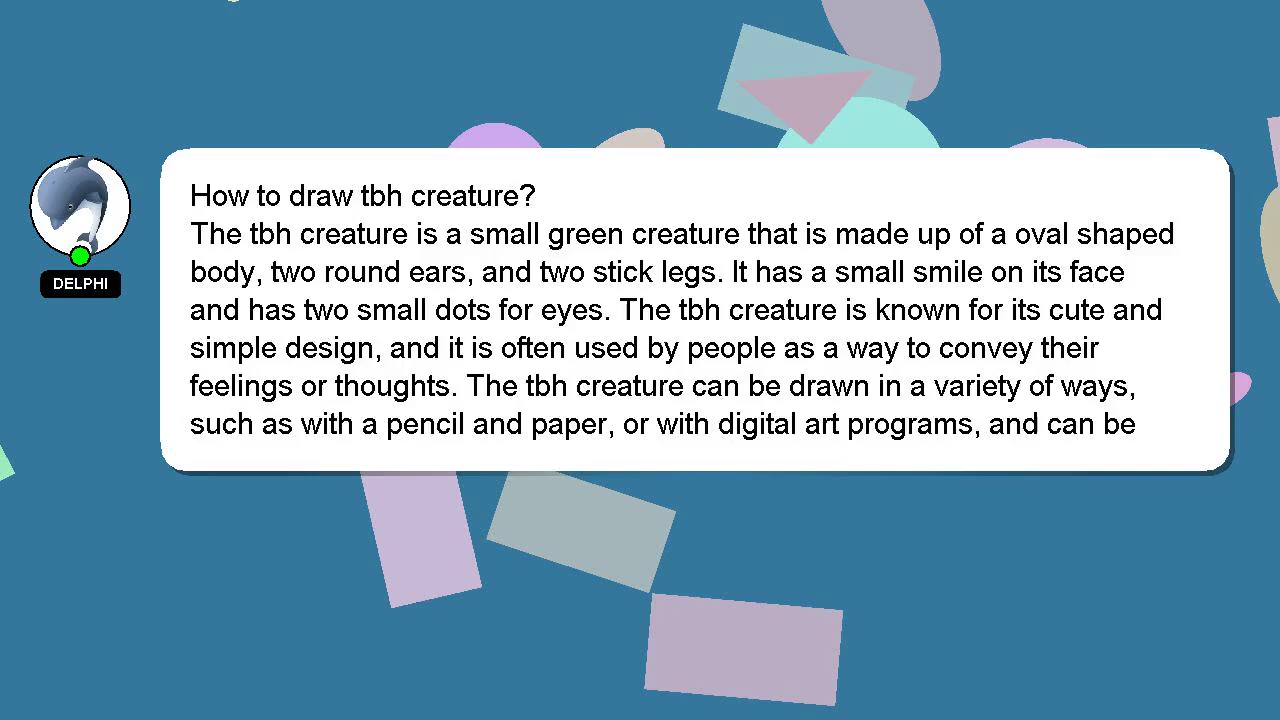 How to draw tbh creature?
The tbh creature is a small green creature that is made up of a oval shaped
body, two round ears, and two stick legs. It has a small smile on its face
and has two small dots for eyes. The tbh creature is known for its cute and
simple design, and it is often used by people as a way to convey their
feelings or thoughts. The tbh creature can be drawn in a variety of ways,
such as with a pencil and paper, or with digital art programs, and can be
DELPHI